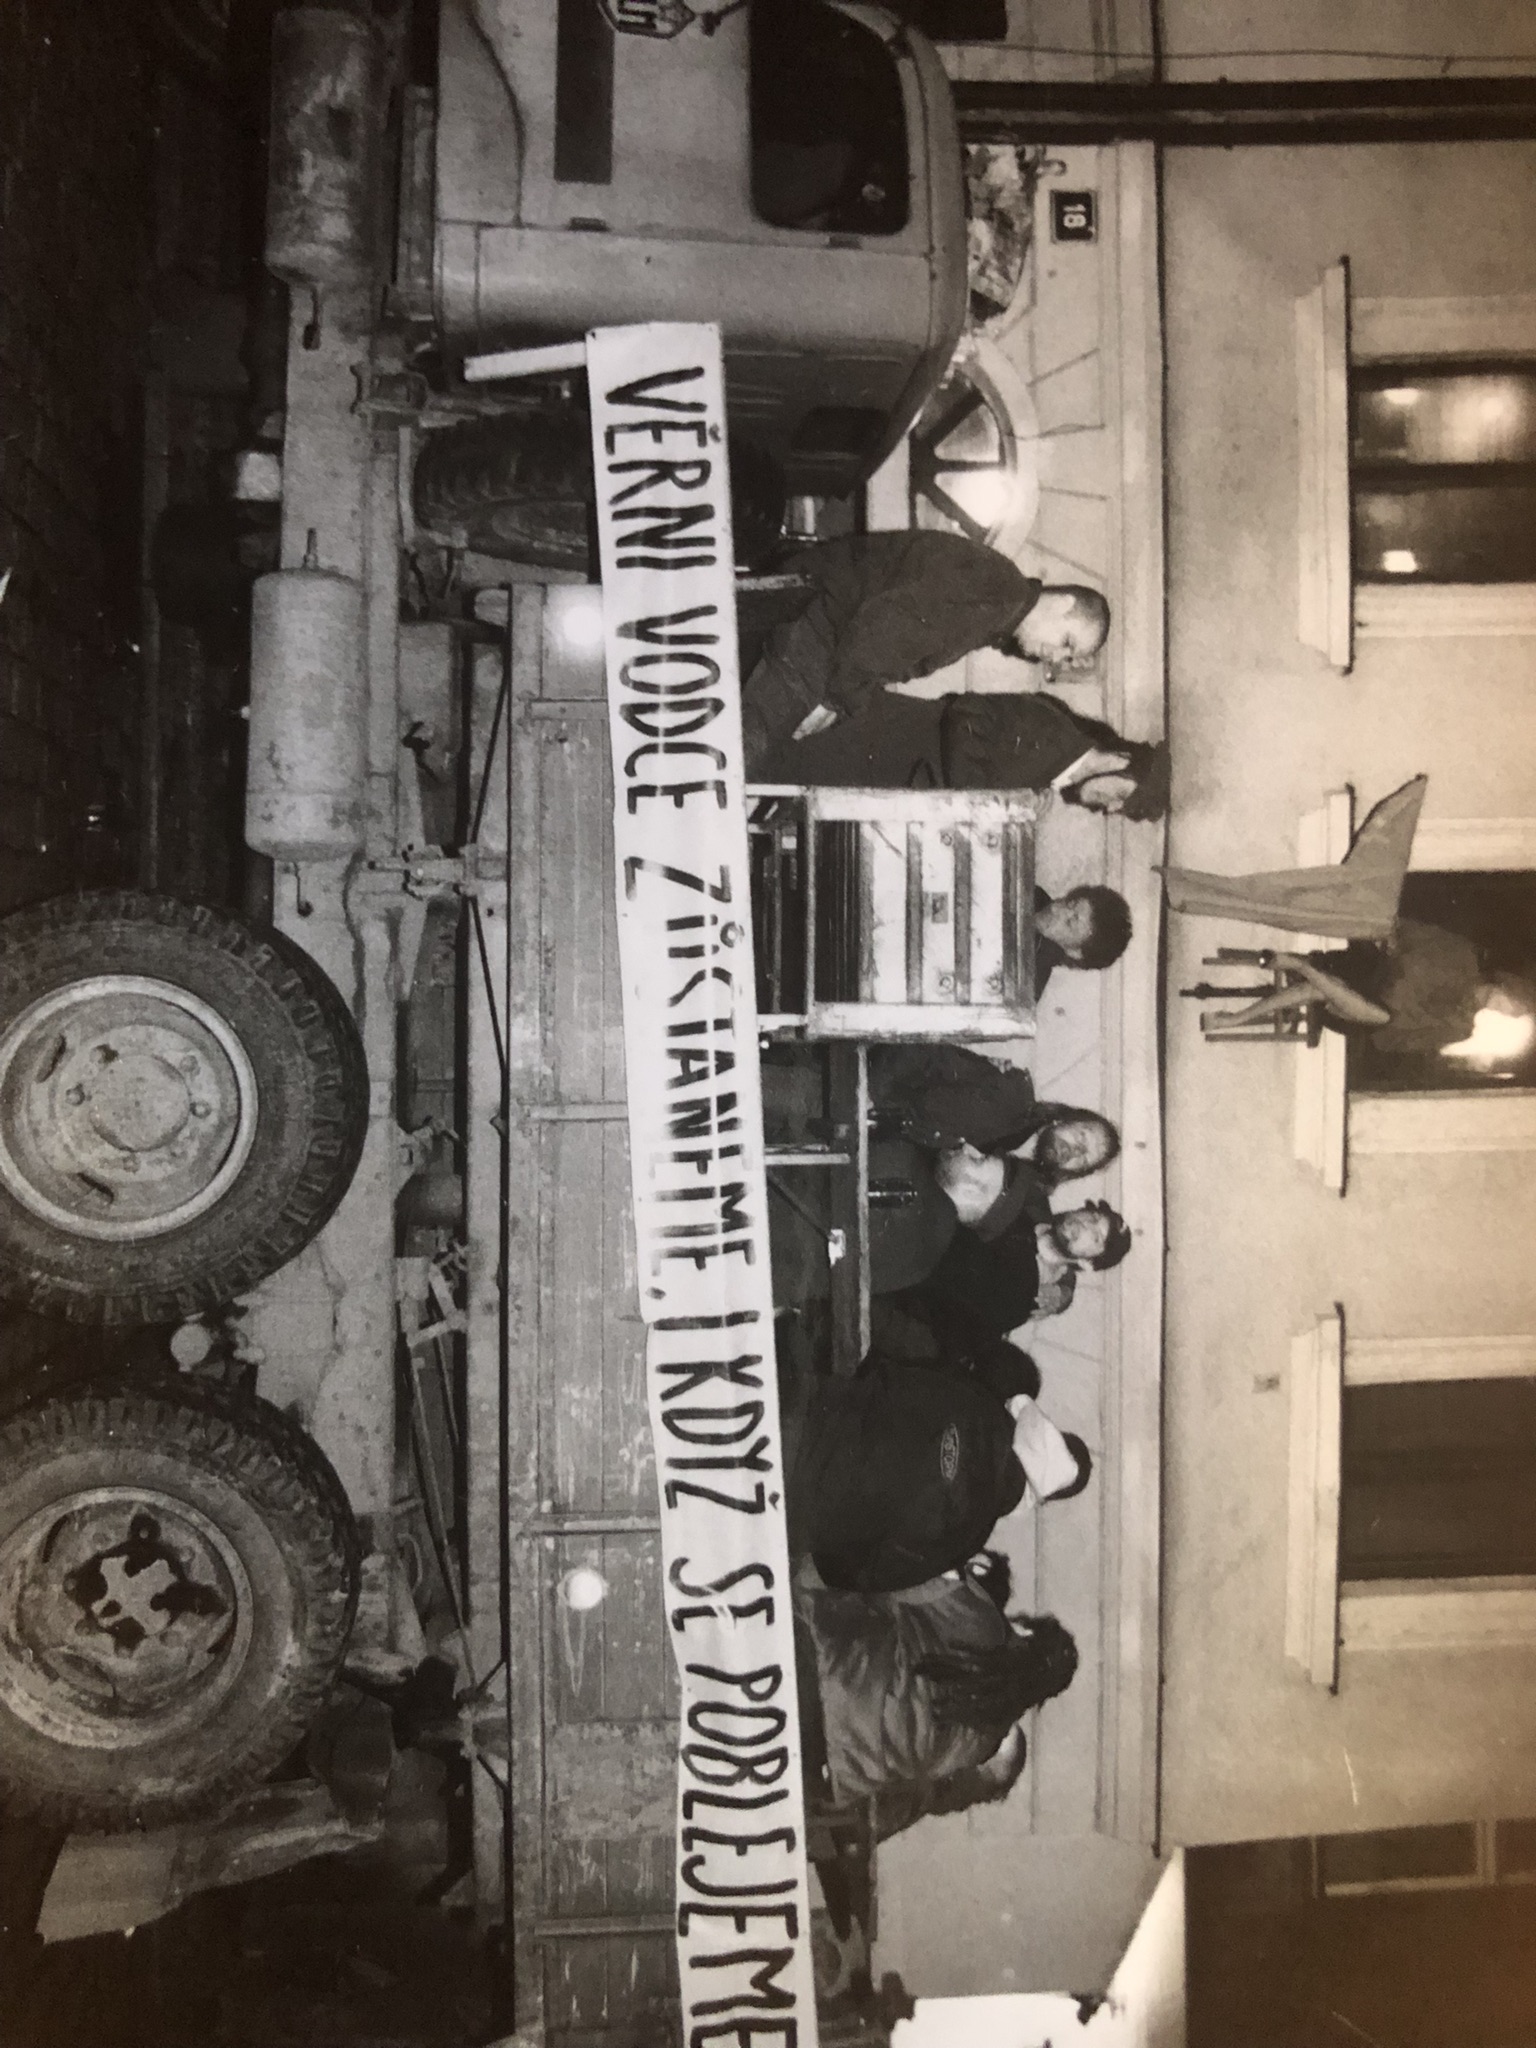 18
VĚRNI VODCE ZŮSTANEME, I KDYŽ SE POBLEJEME